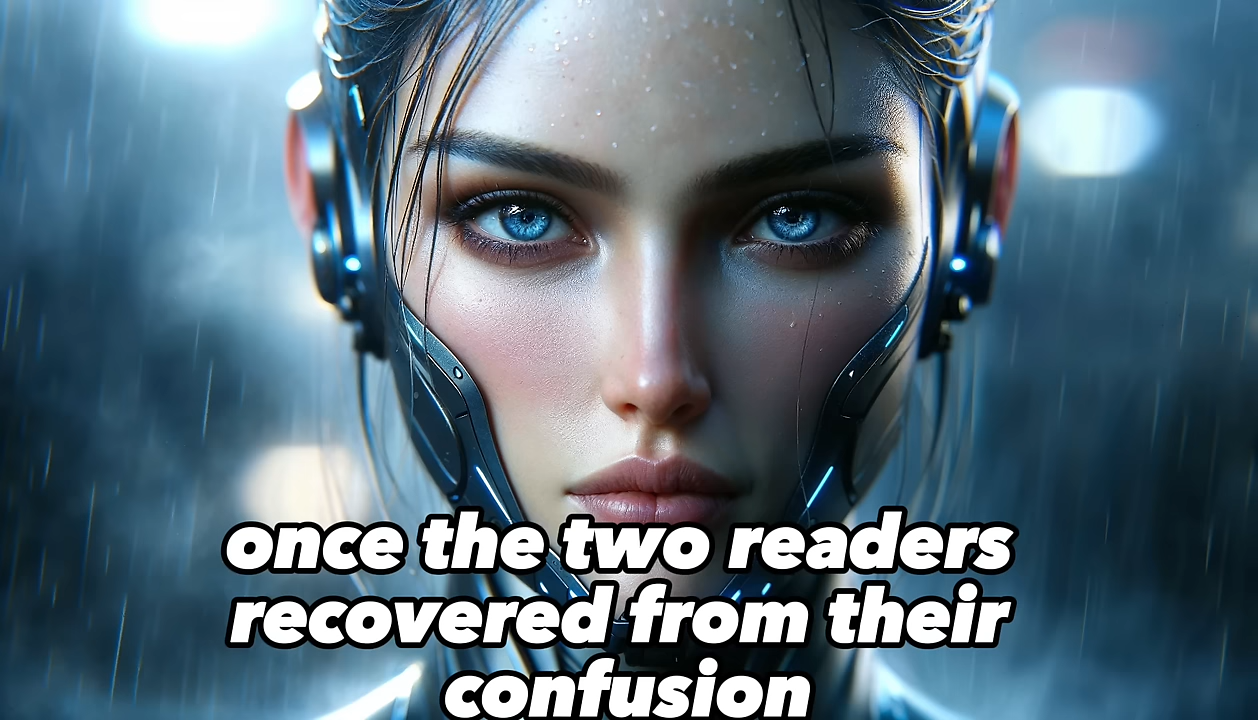 once the two readers
recovered from their
confusion